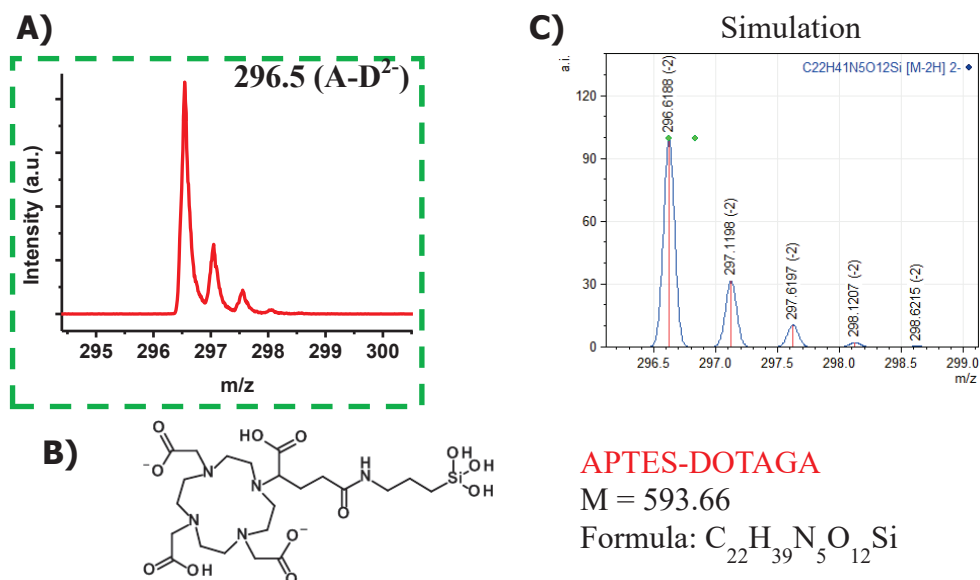 A)
296.5 (A-D²⁻)
Intensity (a.u.)
295 296 297 298 299 300
m/z
C)
Simulation
a.i.
C22H41N5O12Si [M-2H] 2-
120
90
60
30
0
296.6188 (-2)
297.1198 (-2)
297.6197 (-2)
298.1207 (-2)
298.6215 (-2)
296.5 297.0 297.5 298.0 298.5 299.0
m/z
B)
O
⁻O
HO
O
N
N
N
N
H
N
O
OH
Si
OH
OH
O
OH
O⁻
O
APTES-DOTAGA
M = 593.66
Formula: C₂₂H₃₉N₅O₁₂Si